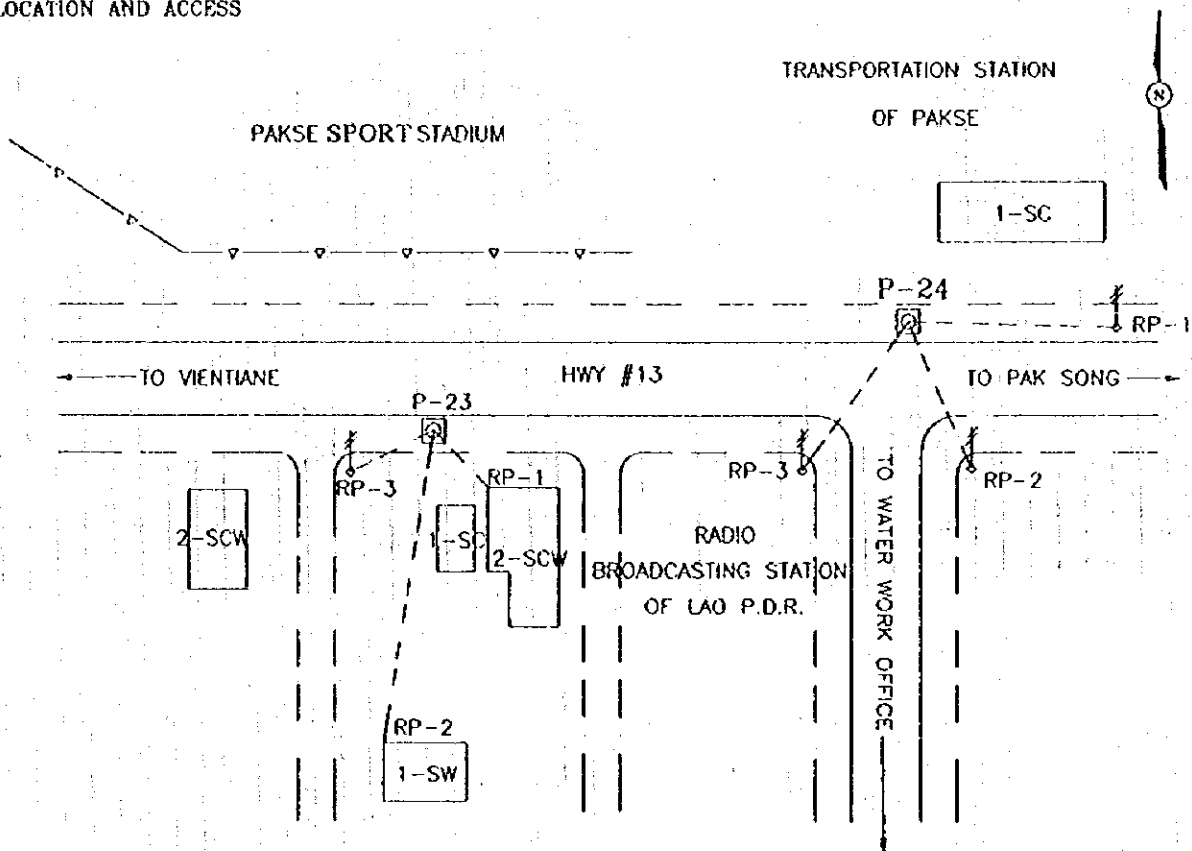 LOCATION AND ACCESS
TRANSPORTATION STATION
OF PAKSE
N
PAKSE SPORT STADIUM
1-SC
P-24
RP-1
TO VIENTIANE
HWY #13
TO PAK SONG
P-23
RP-3
RP-1
RP-3
RP-2
2-SCW
1-SC
2-SCW
RADIO
BROADCASTING STATION
OF LAO P.D.R.
TO WATER WORK OFFICE
RP-2
1-SW